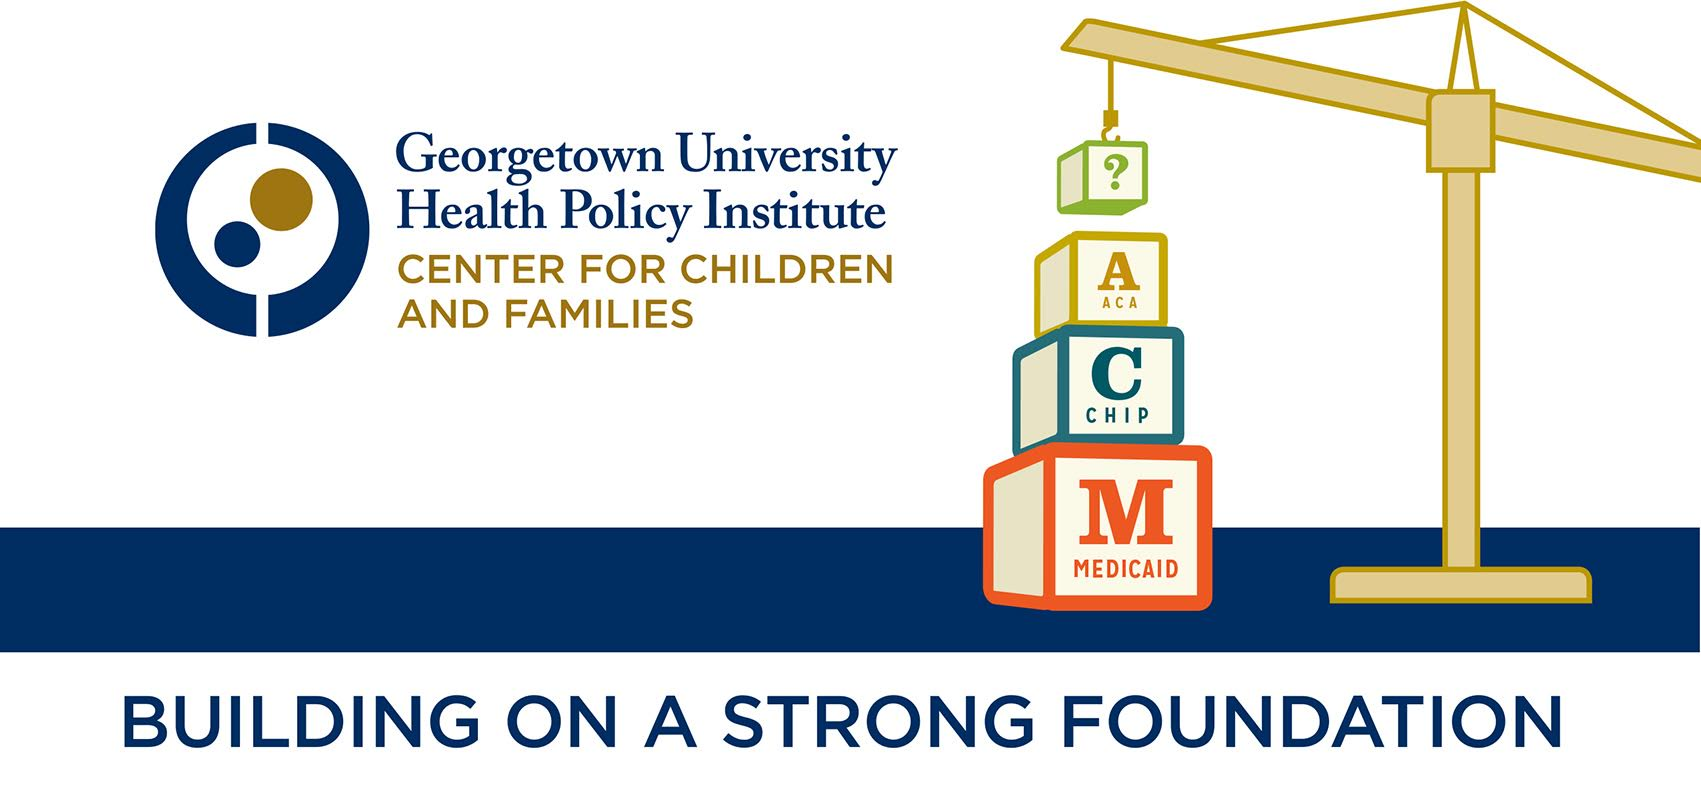 Georgetown University
Health Policy Institute
CENTER FOR CHILDREN
AND FAMILIES
?
A
ACA
C
CHIP
M
MEDICAID
BUILDING ON A STRONG FOUNDATION